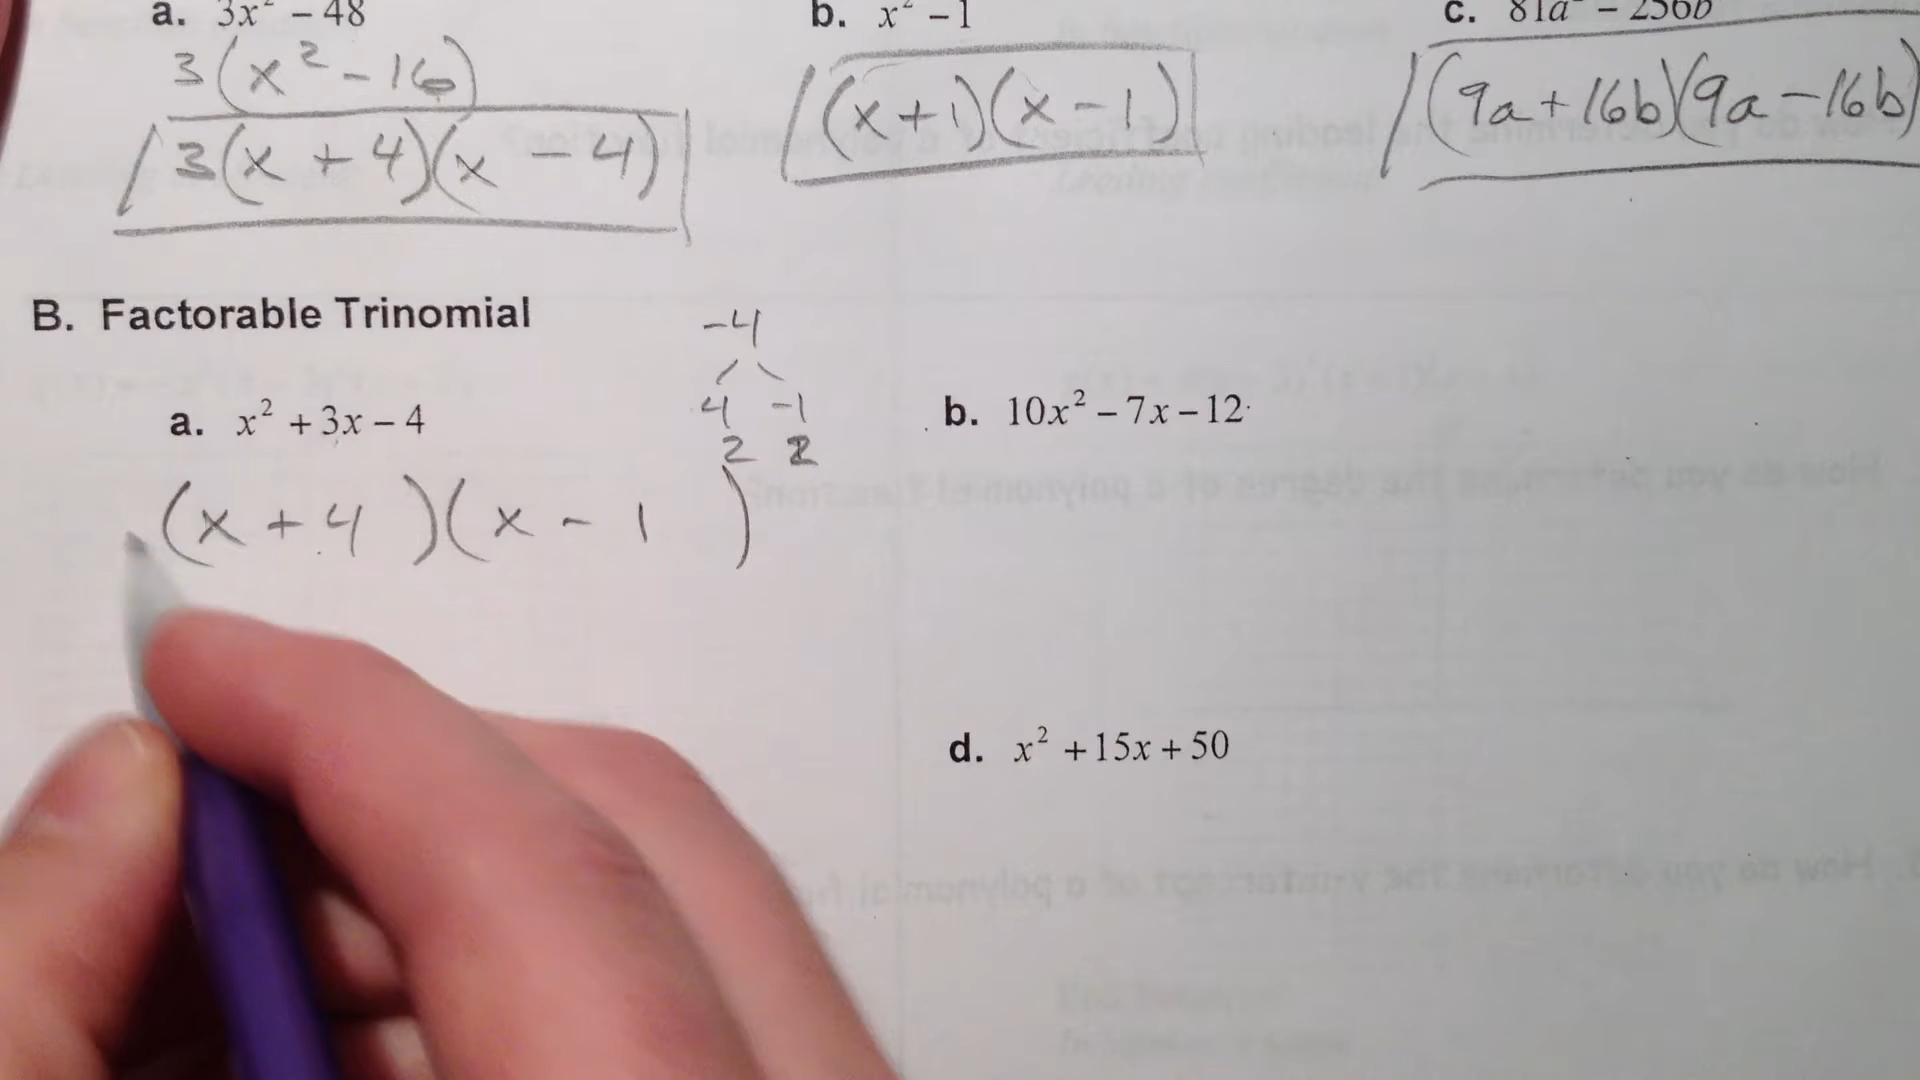 a. 3x² – 48
b. x² – 1
c. 81a² – 256b²
3(x² – 16)
3(x + 4)(x – 4)
(x + 1)(x – 1)
(9a + 16b)(9a – 16b)
B. Factorable Trinomial
–4
4 –1
2 2
a. x² + 3x – 4
(x + 4)(x – 1)
b. 10x² – 7x – 12
d. x² + 15x + 50